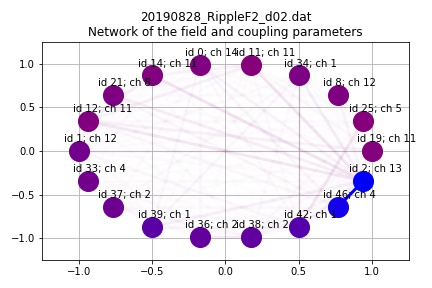 20190828_RippleF2_d02.dat
Network of the field and coupling parameters
id 0; ch 14
id 11; ch 11
id 14; ch 11
id 34; ch 1
id 21; ch
id 8; ch 12
id 12; ch 11
id 25; ch 5
id 1; ch 12
id 19; ch 11
id 33; ch 4
id 2; ch 13
id 37; ch 2
id 46; ch 4
id 39; ch 1
id 42; ch
id 36; ch 2
id 38; ch 2
1.0
0.5
0.0
−0.5
−1.0
−1.0 −0.5 0.0 0.5 1.0